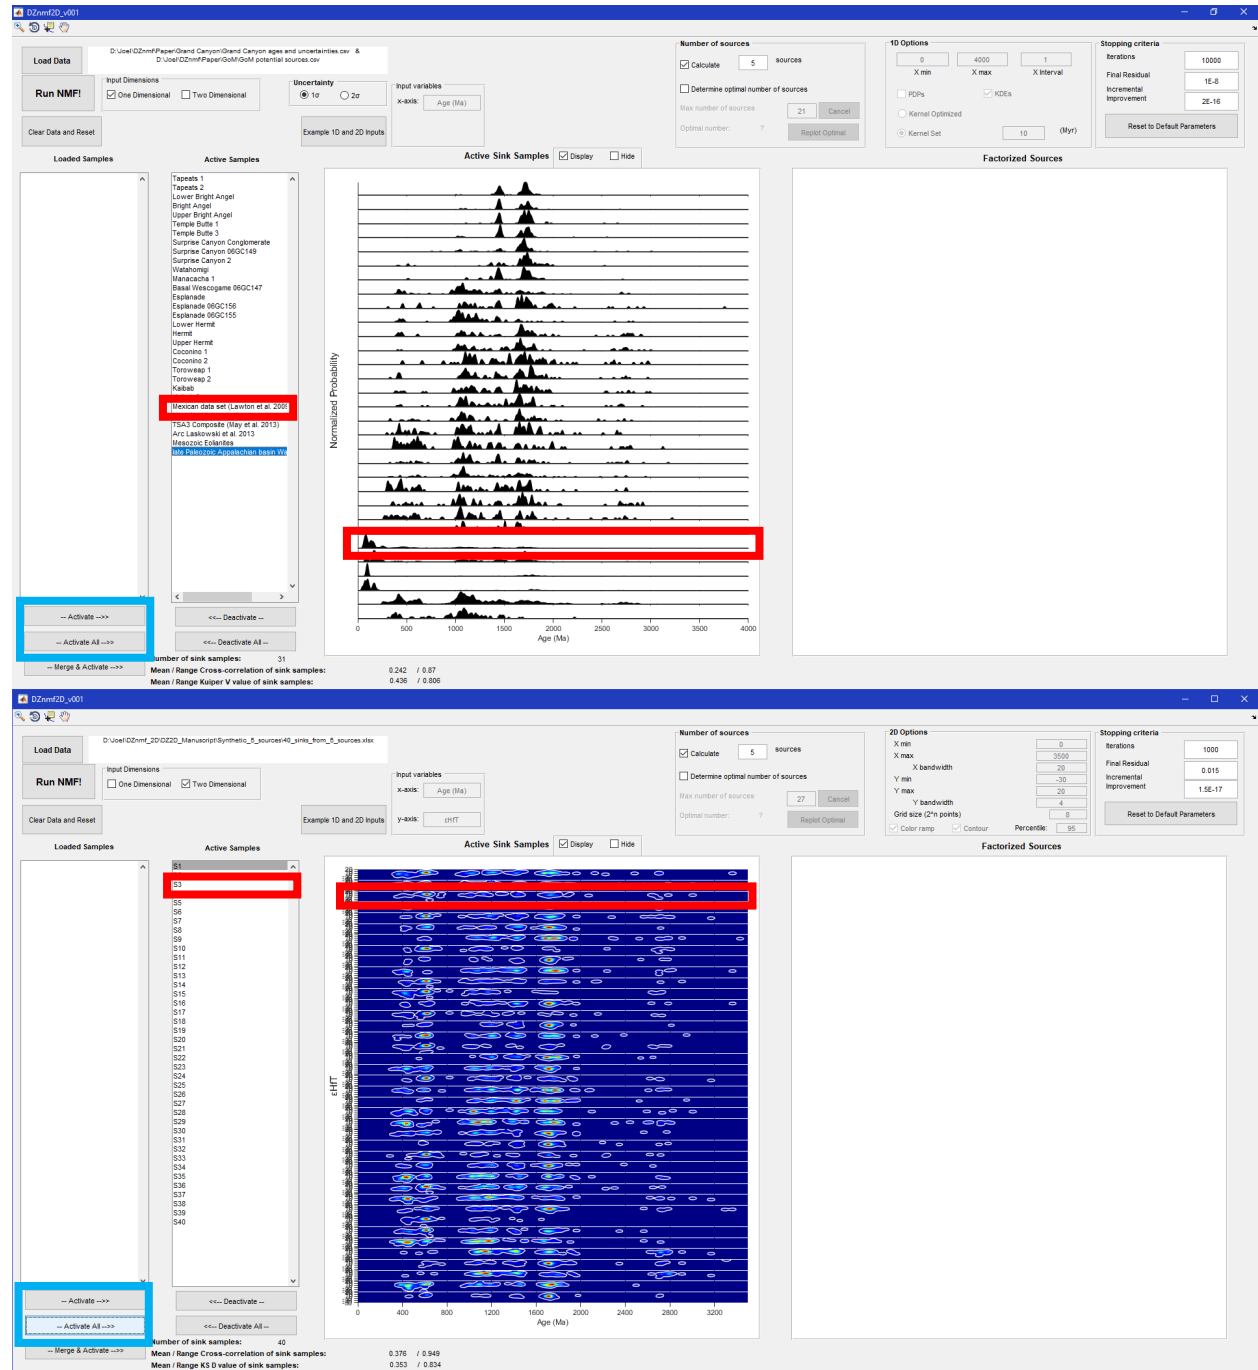 DZnmf2D_v001
Load Data
D:\Joel\DZnmf\Paper\Grand Canyon\Grand Canyon ages and uncertainties.csv &
D:\Joel\DZnmf\Paper\GoM\GoM potential sources.csv
Run NMF!
Input Dimensions
One Dimensional
Two Dimensional
Uncertainty
1σ
2σ
Input variables
x-axis:
Age (Ma)
Clear Data and Reset
Example 1D and 2D Inputs
Number of sources
Calculate
5
sources
Determine optimal number of sources
Max number of sources
21
Cancel
Optimal number:
?
Replot Optimal
1D Options
0
4000
1
X min
X max
X Interval
PDPs
KDEs
Kernel Optimized
Kernel Set
10
(Myr)
Stopping criteria
Iterations
10000
Final Residual
1E-8
Incremental
Improvement
2E-16
Reset to Default Parameters
Loaded Samples
Active Samples
Active Sink Samples
Display
Hide
Factorized Sources
Tapeats 1
Tapeats 2
Lower Bright Angel
Bright Angel
Upper Bright Angel
Temple Butte 1
Temple Butte 3
Surprise Canyon Conglomerate
Surprise Canyon 06GC149
Surprise Canyon 2
Watahomigi
Manacacha 1
Basal Wescogame 06GC147
Esplanade
Esplanade 06GC156
Esplanade 06GC155
Lower Hermit
Hermit
Upper Hermit
Coconino 1
Coconino 2
Toroweap 1
Toroweap 2
Kaibab
Mexican data set (Lawton et al. 2009
TSA3 Composite (May et al. 2013)
Arc Laskowski et al. 2013
Mesozoic Eolianites
late Paleozoic Appalachian basin Wa
Normalized Probability
0 500 1000 1500 2000 2500 3000 3500 4000
Age (Ma)
-- Activate -->>
<<-- Deactivate --
-- Activate All -->>
<<-- Deactivate All --
-- Merge & Activate -->>
Number of sink samples: 31
Mean / Range Cross-correlation of sink samples: 0.242 / 0.87
Mean / Range Kuiper V value of sink samples: 0.436 / 0.806
DZnmf2D_v001
Load Data
D:\Joel\DZnmf_2D\DZ2D_Manuscript\Synthetic_5_sources\40_sinks_from_5_sources.xlsx
Run NMF!
Input Dimensions
One Dimensional
Two Dimensional
Input variables
x-axis:
Age (Ma)
y-axis:
εHfT
Clear Data and Reset
Example 1D and 2D Inputs
Number of sources
Calculate
5
sources
Determine optimal number of sources
Max number of sources
27
Cancel
Optimal number:
?
Replot Optimal
2D Options
X min 0
X max 3500
X bandwidth 20
Y min -30
Y max 20
Y bandwidth 4
Grid size (2^n points) 8
Color ramp
Contour
Percentile: 95
Stopping criteria
Iterations
1000
Final Residual
0.015
Incremental
Improvement
1.5E-17
Reset to Default Parameters
Loaded Samples
Active Samples
Active Sink Samples
Display
Hide
Factorized Sources
S1
S3
S5
S6
S7
S8
S9
S10
S11
S12
S13
S14
S15
S16
S17
S18
S19
S20
S21
S22
S23
S24
S25
S26
S27
S28
S29
S30
S31
S32
S33
S34
S35
S36
S37
S38
S39
S40
εHfT
0 400 800 1200 1600 2000 2400 2800 3200
Age (Ma)
-- Activate -->>
<<-- Deactivate --
-- Activate All -->>
<<-- Deactivate All --
-- Merge & Activate -->>
Number of sink samples: 40
Mean / Range Cross-correlation of sink samples: 0.376 / 0.949
Mean / Range KS D value of sink samples: 0.353 / 0.834